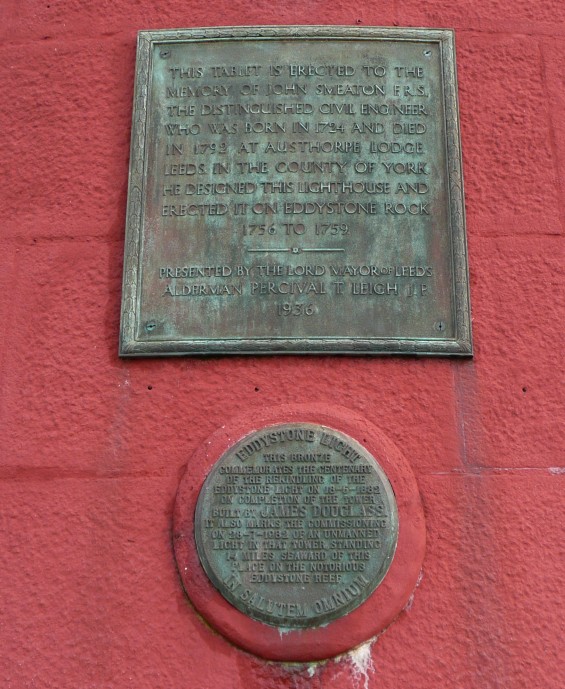 THIS TABLET IS ERECTED TO THE
MEMORY OF JOHN SMEATON F.R.S.
THE DISTINGUISHED CIVIL ENGINEER,
WHO WAS BORN IN 1724 AND DIED
IN 1792 AT AUSTHORPE LODGE
LEEDS IN THE COUNTY OF YORK
HE DESIGNED THIS LIGHTHOUSE AND
ERECTED IT ON EDDYSTONE ROCK
1756 TO 1759
PRESENTED BY THE LORD MAYOR OF LEEDS
ALDERMAN PERCIVAL T. LEIGH J.P.
1936
EDDYSTONE LIGHT
THIS BRONZE
COMMEMORATES THE CENTENARY
OF THE REKINDLING OF THE
EDDYSTONE LIGHT ON 18-5-1882
ON COMPLETION OF THE TOWER
BUILT BY JAMES DOUGLASS
IT ALSO MARKS THE COMMISSIONING
ON 28-7-1982 OF AN UNMANNED
LIGHT IN THAT TOWER STANDING
14 MILES SEAWARD OF THIS
PLACE ON THE NOTORIOUS
EDDYSTONE REEF
IN SALUTEM OMNIUM